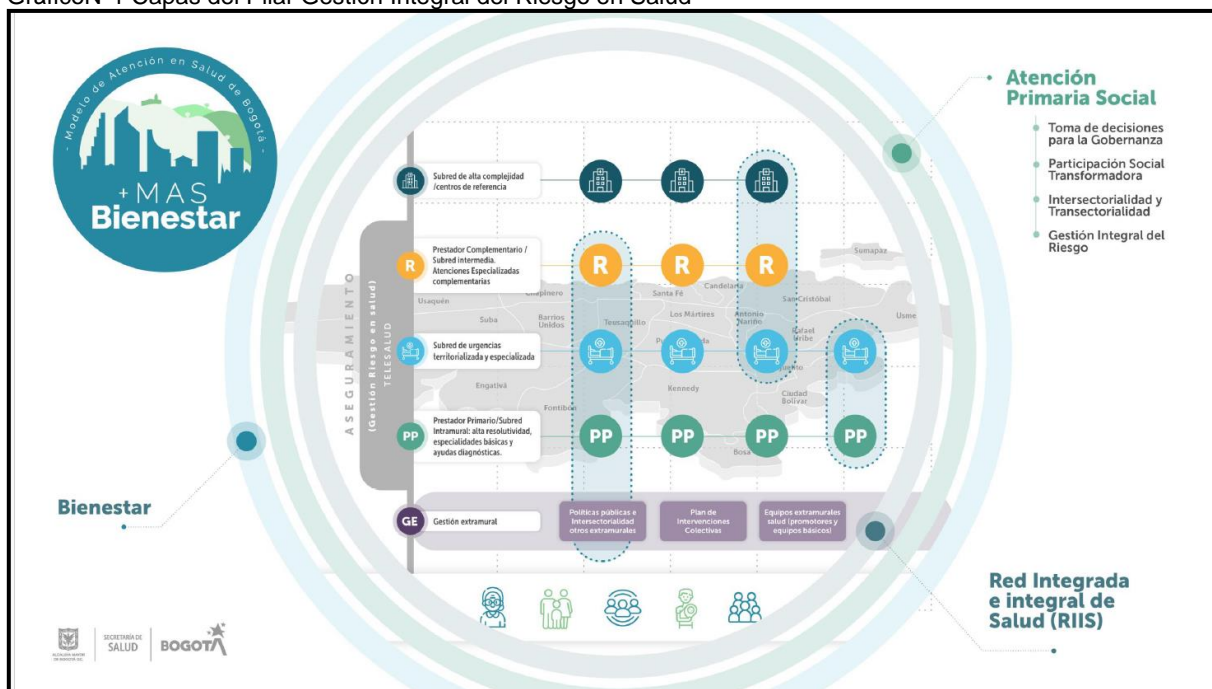 GráficoN°1 Capas del Pilar Gestión Integral del Riesgo en Salud
- Modelo de Atención en Salud de Bogotá -
+MAS
Bienestar
Atención
Primaria Social
Toma de decisiones
para la Gobernanza
Participación Social
Transformadora
Intersectorialidad y
Transectorialidad
Gestión Integral del
Riesgo
ASEGURAMIENTO
(Gestión Riesgo en salud)
TELESALUD
Subred de alta complejidad
/centros de referencia
R
Prestador Complementario /
Subred intermedia.
Atenciones Especializadas
complementarias
R
R
R
Subred de urgencias
territorializada y especializada
PP
Prestador Primario/Subred
Intramural: alta resolutividad,
especialidades básicas y
ayudas diagnósticas.
PP
PP
PP
PP
GE
Gestión extramural
Políticas públicas e
Intersectorialidad
otros extramurales
Plan de
Intervenciones
Colectivas
Equipos extramurales
salud (promotores y
equipos básicos)
Sumapaz
Usaquén
Chapinero
Santa Fé
Candelaria
San Cristóbal
Suba
Barrios
Unidos
Teusaquillo
Los Mártires
Antonio
Nariño
Rafael
Uribe
Usme
Engativá
Fontibón
Kennedy
Ciudad
Bolívar
Bosa
Bienestar
Red Integrada
e integral de
Salud (RIIS)
SECRETARÍA DE
SALUD
BOGOTÁ